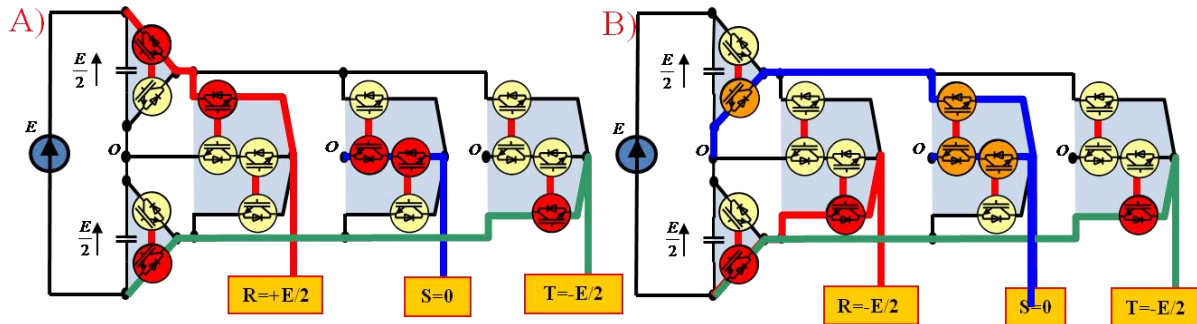 A)
E/2
E
O
O
O
E/2
R=+E/2
S=0
T=-E/2
B)
E/2
E
O
O
O
E/2
R=-E/2
S=0
T=-E/2